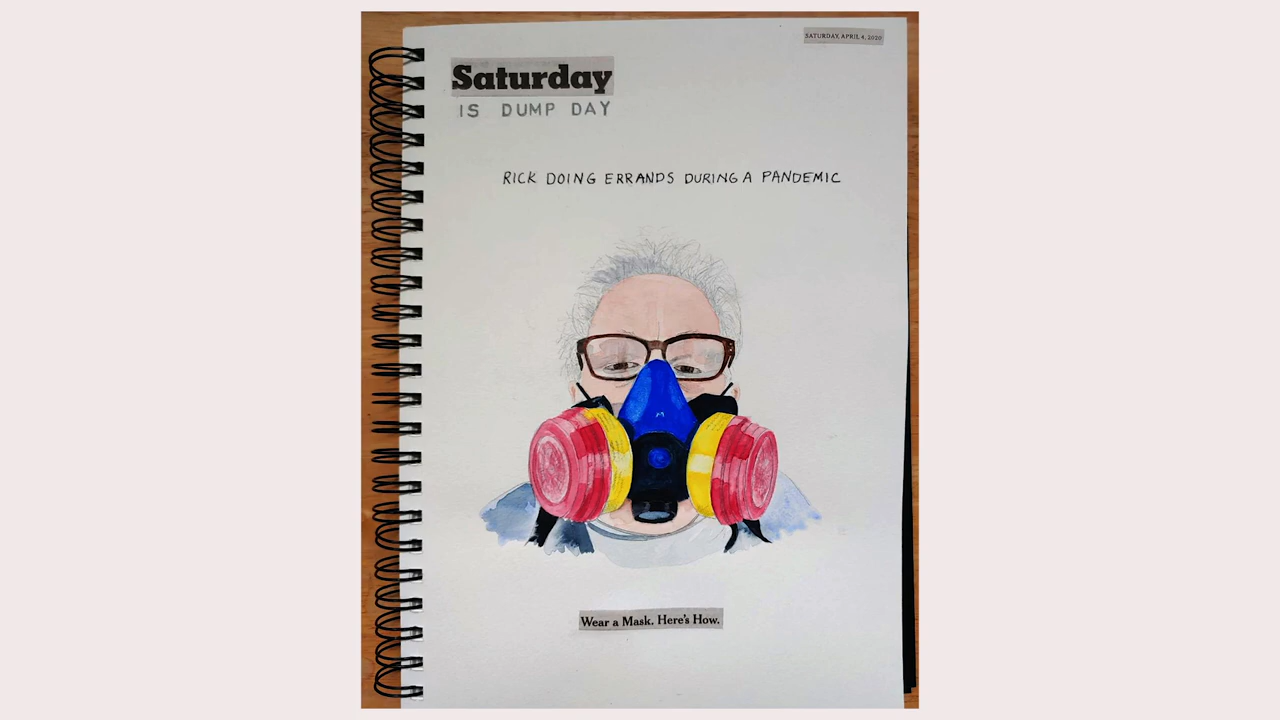 SATURDAY, APRIL 4, 2020
Saturday
IS DUMP DAY
RICK DOING ERRANDS DURING A PANDEMIC
Wear a Mask. Here's How.